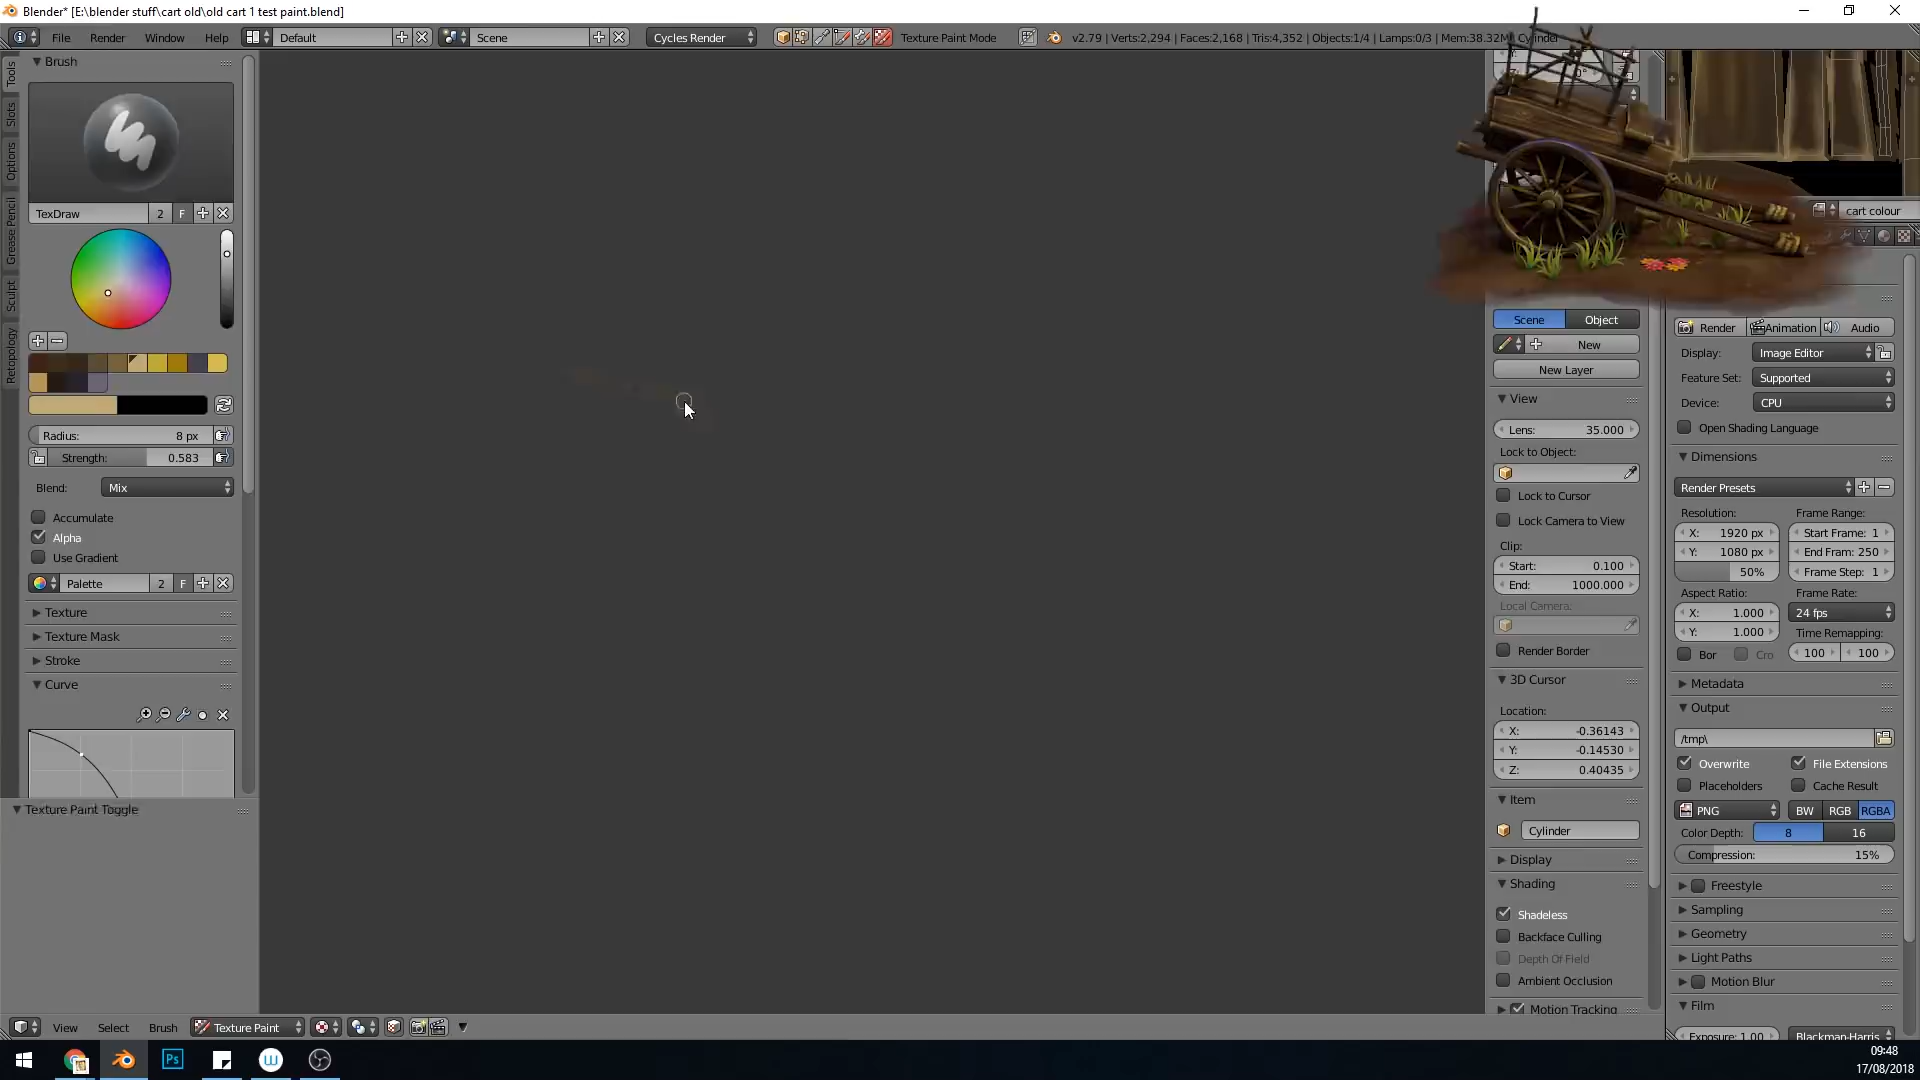 Blender* [E:\blender stuff\cart old\old cart 1 test paint.blend]
File Render Window Help Default Scene Cycles Render Texture Paint Mode v2.79 | Verts:2,294 | Faces:2,168 | Tris:4,352 | Objects:1/4 | Lamps:0/3 | Mem:38.32M Cylinder
Tools
Slots
Options
Grease Pencil
Sculpt
Retopology
Brush
TexDraw 2 F
Radius: 8 px
Strength: 0.583
Blend: Mix
Accumulate
Alpha
Use Gradient
Palette 2 F
Texture
Texture Mask
Stroke
Curve
Texture Paint Toggle
View Select Brush Texture Paint
Scene Object
New
New Layer
View
Lens: 35.000
Lock to Object:
Lock to Cursor
Lock Camera to View
Clip:
Start: 0.100
End: 1000.000
Local Camera:
Render Border
3D Cursor
Location:
X: -0.36143
Y: -0.14530
Z: 0.40435
Item
Cylinder
Display
Shading
Shadeless
Backface Culling
Depth Of Field
Ambient Occlusion
Motion Tracking
cart colour
Render Animation Audio
Display: Image Editor
Feature Set: Supported
Device: CPU
Open Shading Language
Dimensions
Render Presets
Resolution: Frame Range:
X: 1920 px Start Frame: 1
Y: 1080 px End Fram: 250
50% Frame Step: 1
Aspect Ratio: Frame Rate:
X: 1.000 24 fps
Y: 1.000 Time Remapping:
Bor Cro 100 100
Metadata
Output
/tmp\
Overwrite File Extensions
Placeholders Cache Result
PNG BW RGB RGBA
Color Depth: 8 16
Compression: 15%
Freestyle
Sampling
Geometry
Light Paths
Motion Blur
Film
Exposure: 1.00 Blackman-Harris
Ps
09:48
17/08/2018